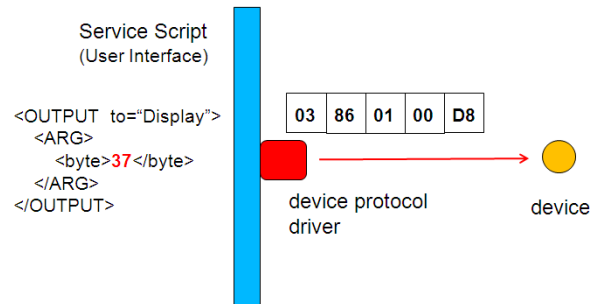 Service Script
(User Interface)
<OUTPUT to=“Display”>
<ARG>
<byte>37</byte>
</ARG>
</OUTPUT>
03 86 01 00 D8
device protocol
driver
device